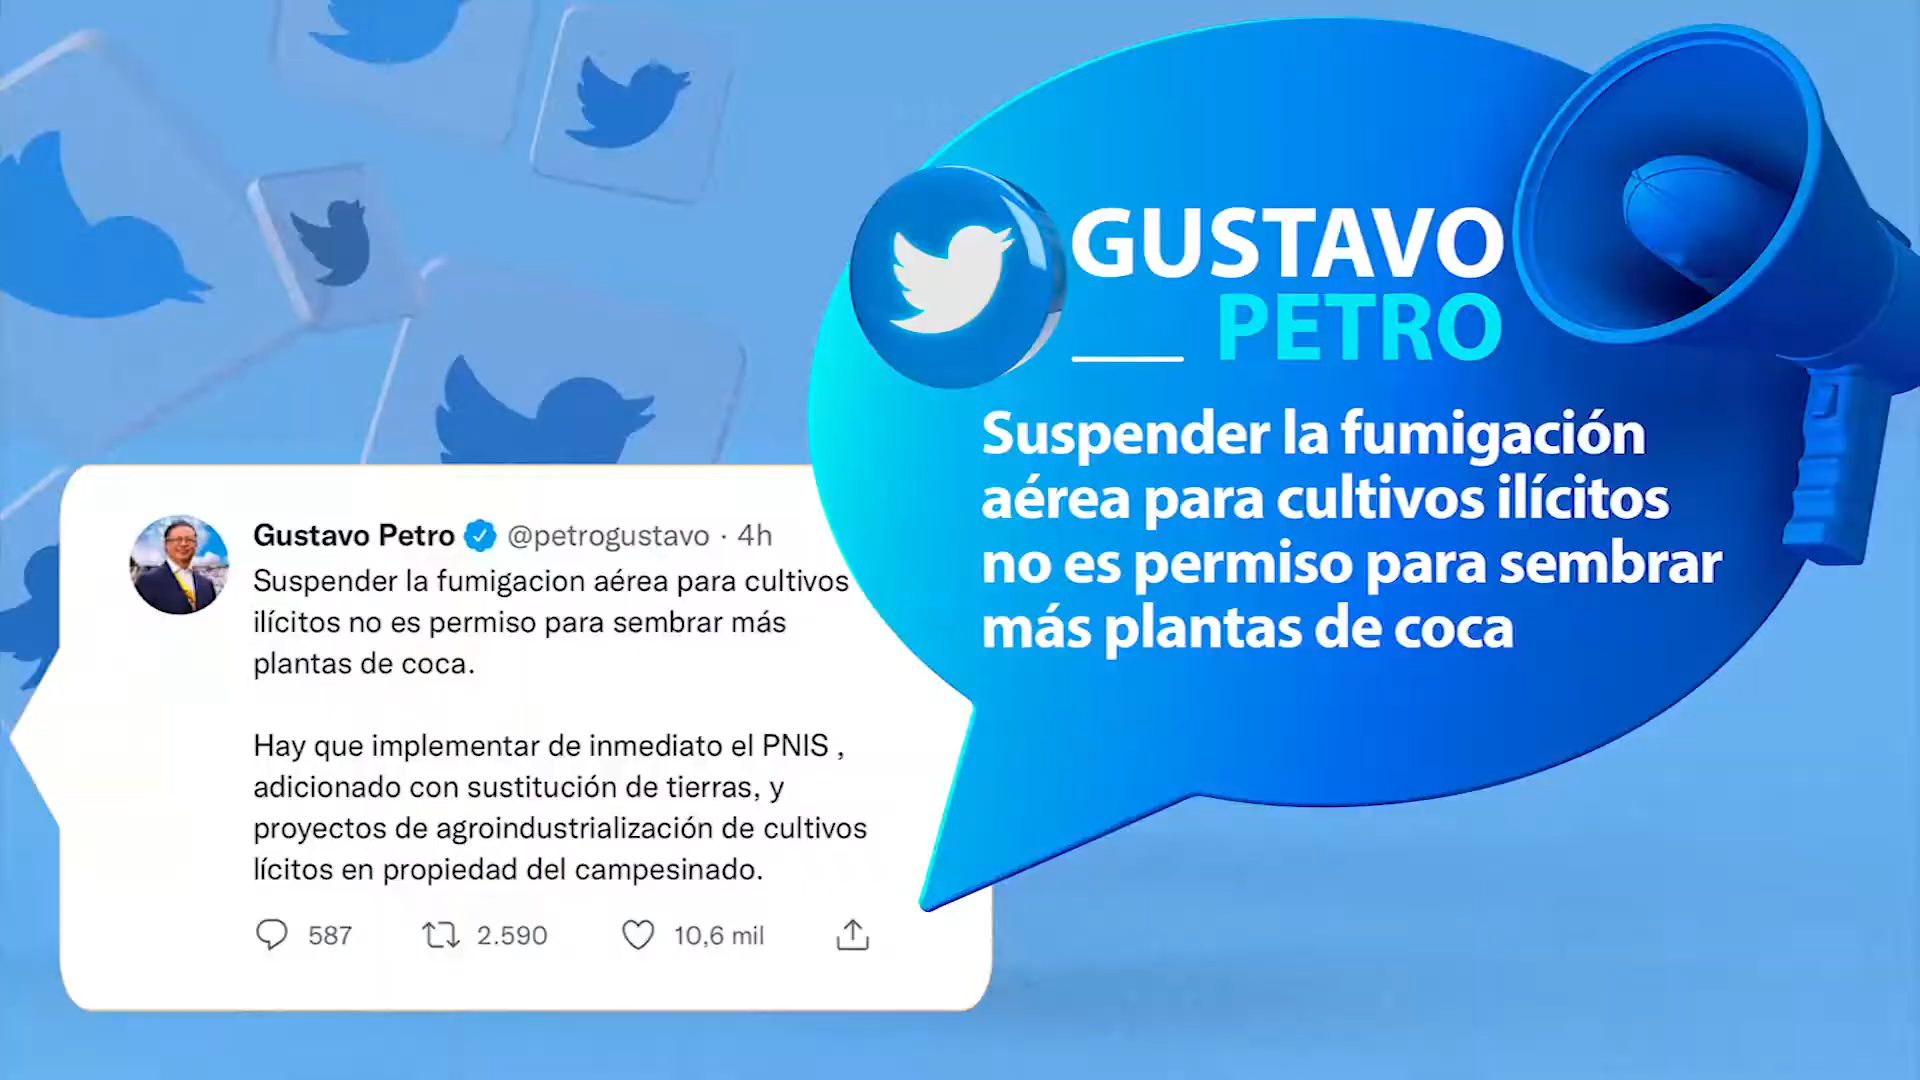 GUSTAVO
PETRO
Suspender la fumigación
aérea para cultivos ilícitos
no es permiso para sembrar
más plantas de coca
Gustavo Petro @petrogustavo · 4h
Suspender la fumigacion aérea para cultivos
ilícitos no es permiso para sembrar más
plantas de coca.
Hay que implementar de inmediato el PNIS ,
adicionado con sustitución de tierras, y
proyectos de agroindustrialización de cultivos
lícitos en propiedad del campesinado.
587 2.590 10,6 mil